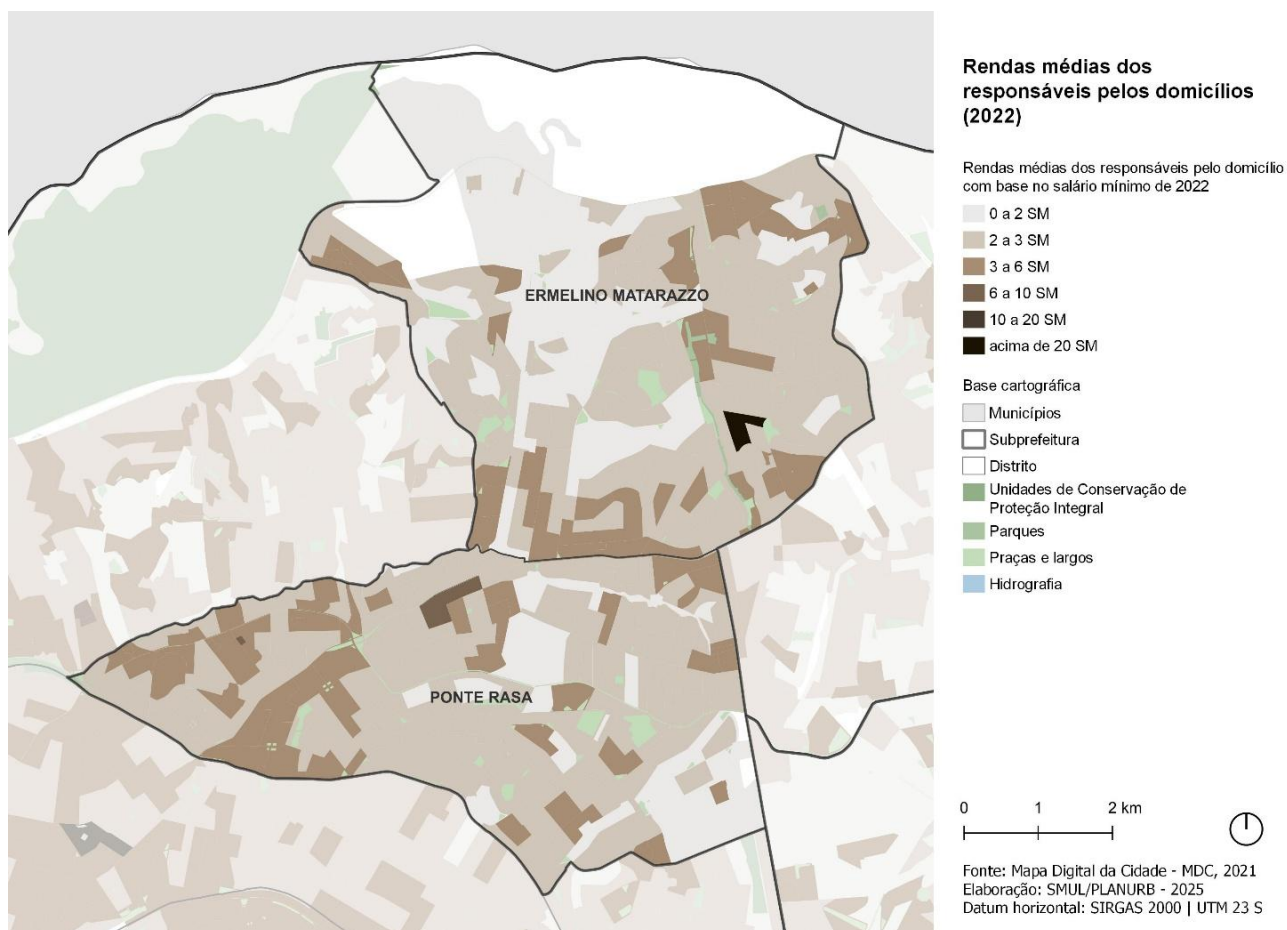 ERMELINO MATARAZZO
PONTE RASA
Rendas médias dos
responsáveis pelos domicílios
(2022)
Rendas médias dos responsáveis pelo domicílio
com base no salário mínimo de 2022
0 a 2 SM
2 a 3 SM
3 a 6 SM
6 a 10 SM
10 a 20 SM
acima de 20 SM
Base cartográfica
Municípios
Subprefeitura
Distrito
Unidades de Conservação de
Proteção Integral
Parques
Praças e largos
Hidrografia
0 1 2 km
Fonte: Mapa Digital da Cidade - MDC, 2021
Elaboração: SMUL/PLANURB - 2025
Datum horizontal: SIRGAS 2000 | UTM 23 S